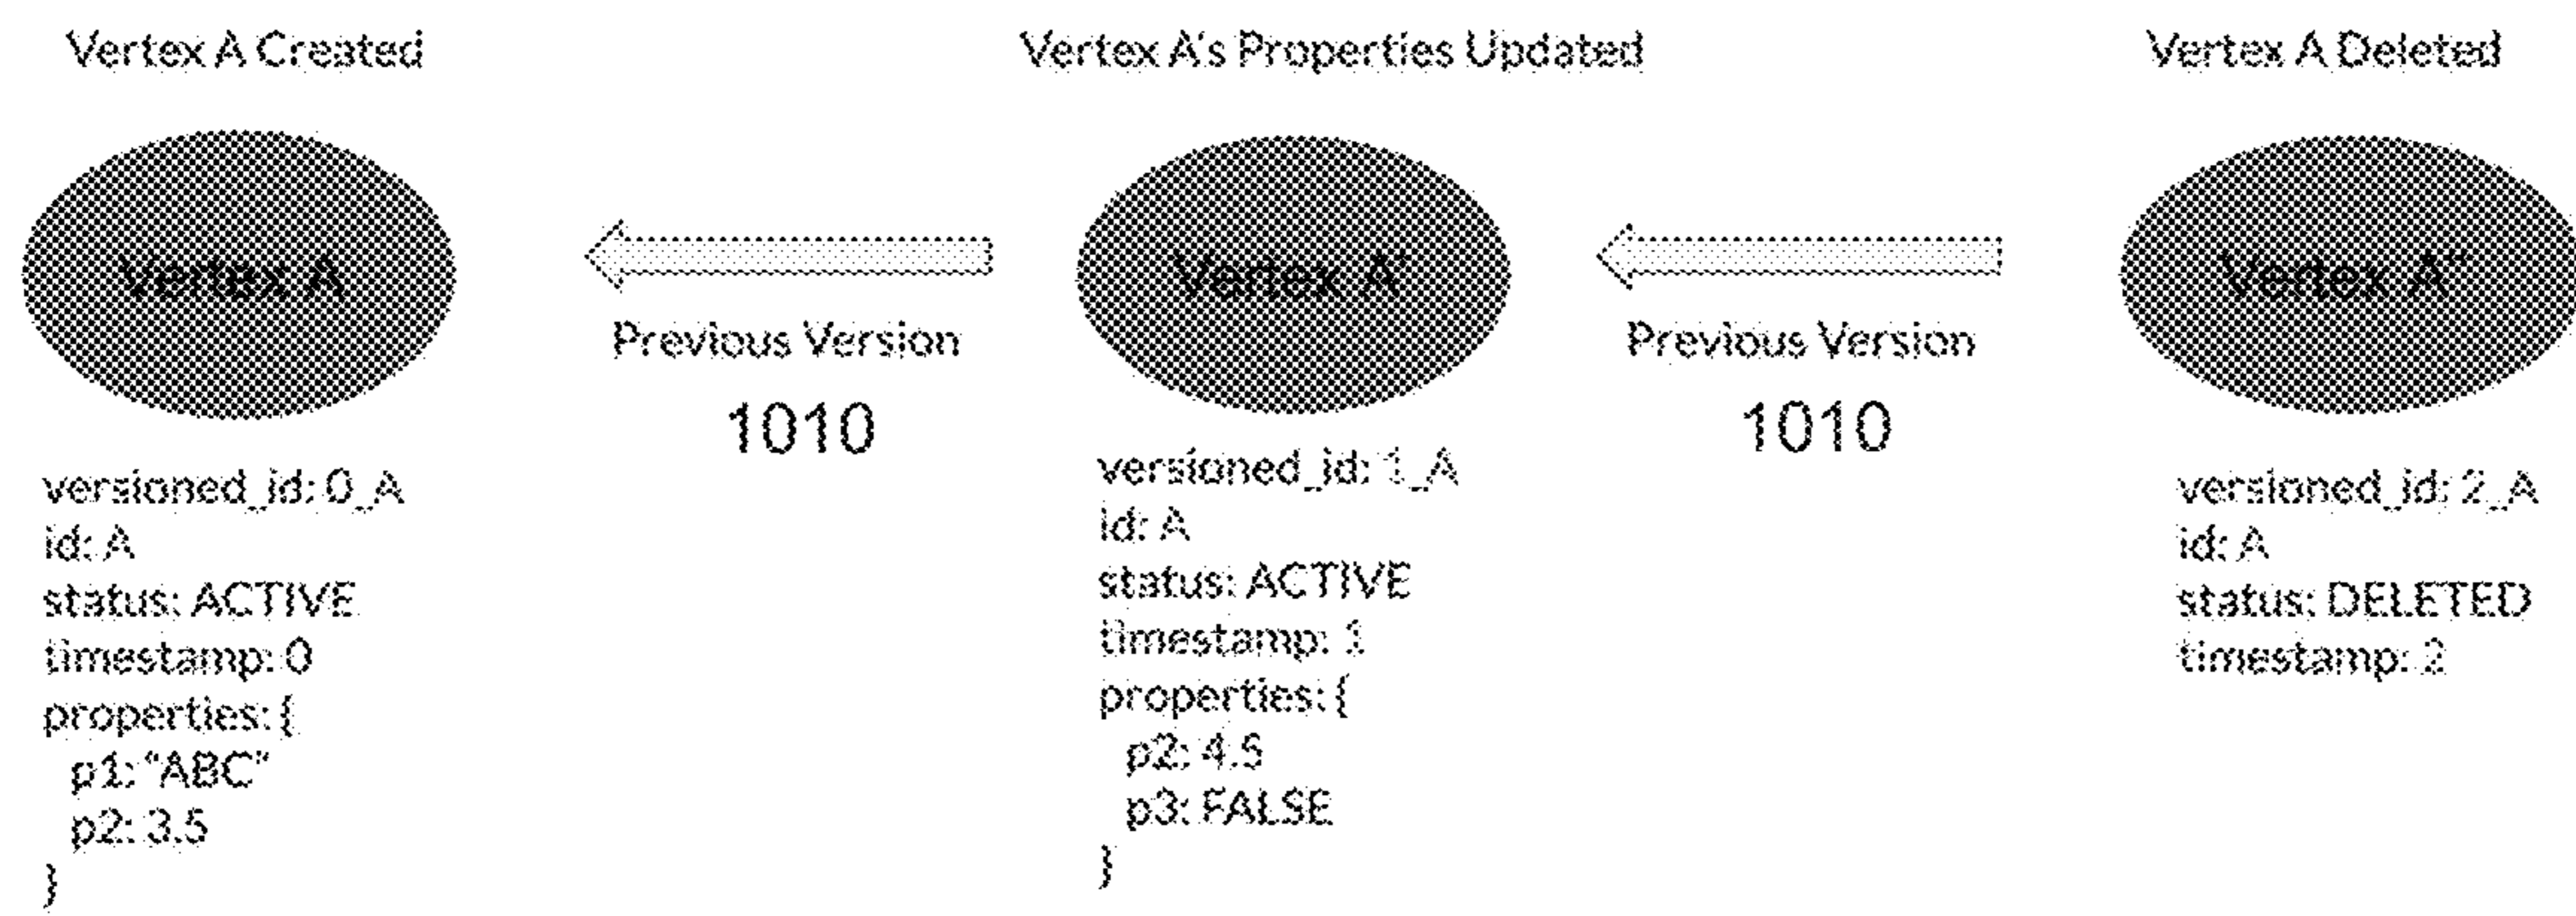 Vertex A Created
Vertex A
versioned_id: 0_A
id: A
status: ACTIVE
timestamp: 0
properties: {
p1: "ABC"
p2: 3.5
}
Previous Version
1010
Vertex A's Properties Updated
Vertex A'
versioned_id: 1_A
id: A
status: ACTIVE
timestamp: 1
properties: {
p2: 4.5
p3: FALSE
}
Previous Version
1010
Vertex A Deleted
Vertex A"
versioned_id: 2_A
id: A
status: DELETED
timestamp: 2